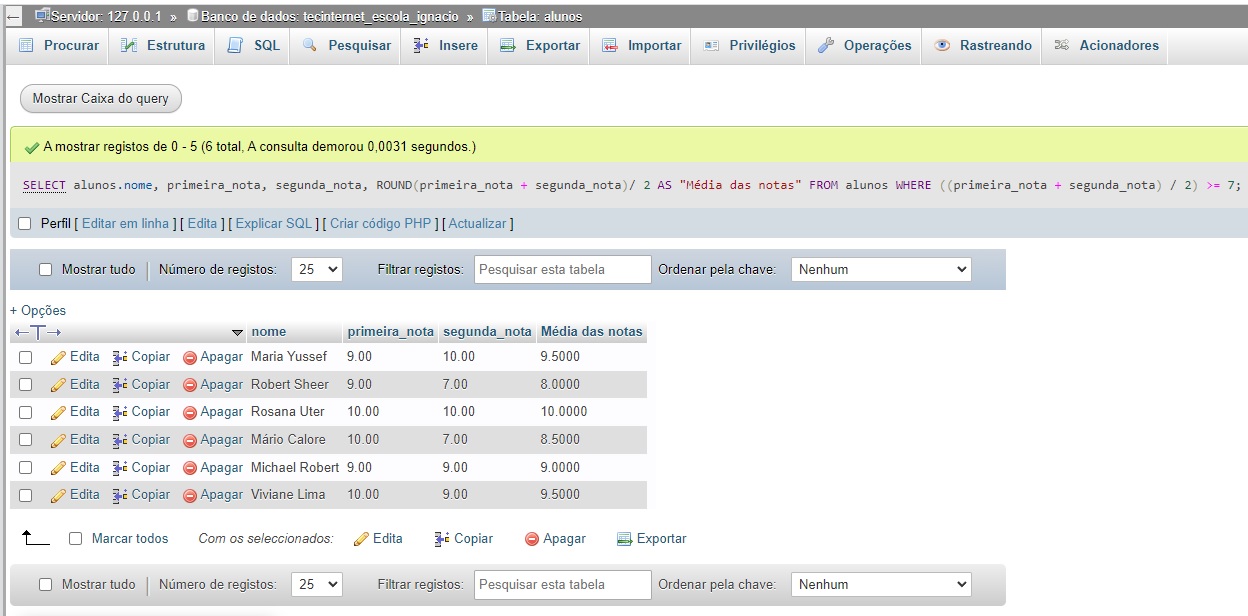 Servidor: 127.0.0.1 » Banco de dados: tecinternet_escola_ignacio » Tabela: alunos
Procurar Estrutura SQL Pesquisar Insere Exportar Importar Privilégios Operações Rastreando Acionadores
Mostrar Caixa do query
A mostrar registos de 0 - 5 (6 total, A consulta demorou 0,0031 segundos.)
SELECT alunos.nome, primeira_nota, segunda_nota, ROUND(primeira_nota + segunda_nota)/ 2 AS "Média das notas" FROM alunos WHERE ((primeira_nota + segunda_nota) / 2) >= 7;
Perfil [ Editar em linha ] [ Edita ] [ Explicar SQL ] [ Criar código PHP ] [ Actualizar ]
Mostrar tudo Número de registos: 25 Filtrar registos: Pesquisar esta tabela Ordenar pela chave: Nenhum
+ Opções
nome primeira_nota segunda_nota Média das notas
Edita Copiar Apagar Maria Yussef 9.00 10.00 9.5000
Edita Copiar Apagar Robert Sheer 9.00 7.00 8.0000
Edita Copiar Apagar Rosana Uter 10.00 10.00 10.0000
Edita Copiar Apagar Mário Calore 10.00 7.00 8.5000
Edita Copiar Apagar Michael Robert 9.00 9.00 9.0000
Edita Copiar Apagar Viviane Lima 10.00 9.00 9.5000
Marcar todos Com os seleccionados: Edita Copiar Apagar Exportar
Mostrar tudo Número de registos: 25 Filtrar registos: Pesquisar esta tabela Ordenar pela chave: Nenhum